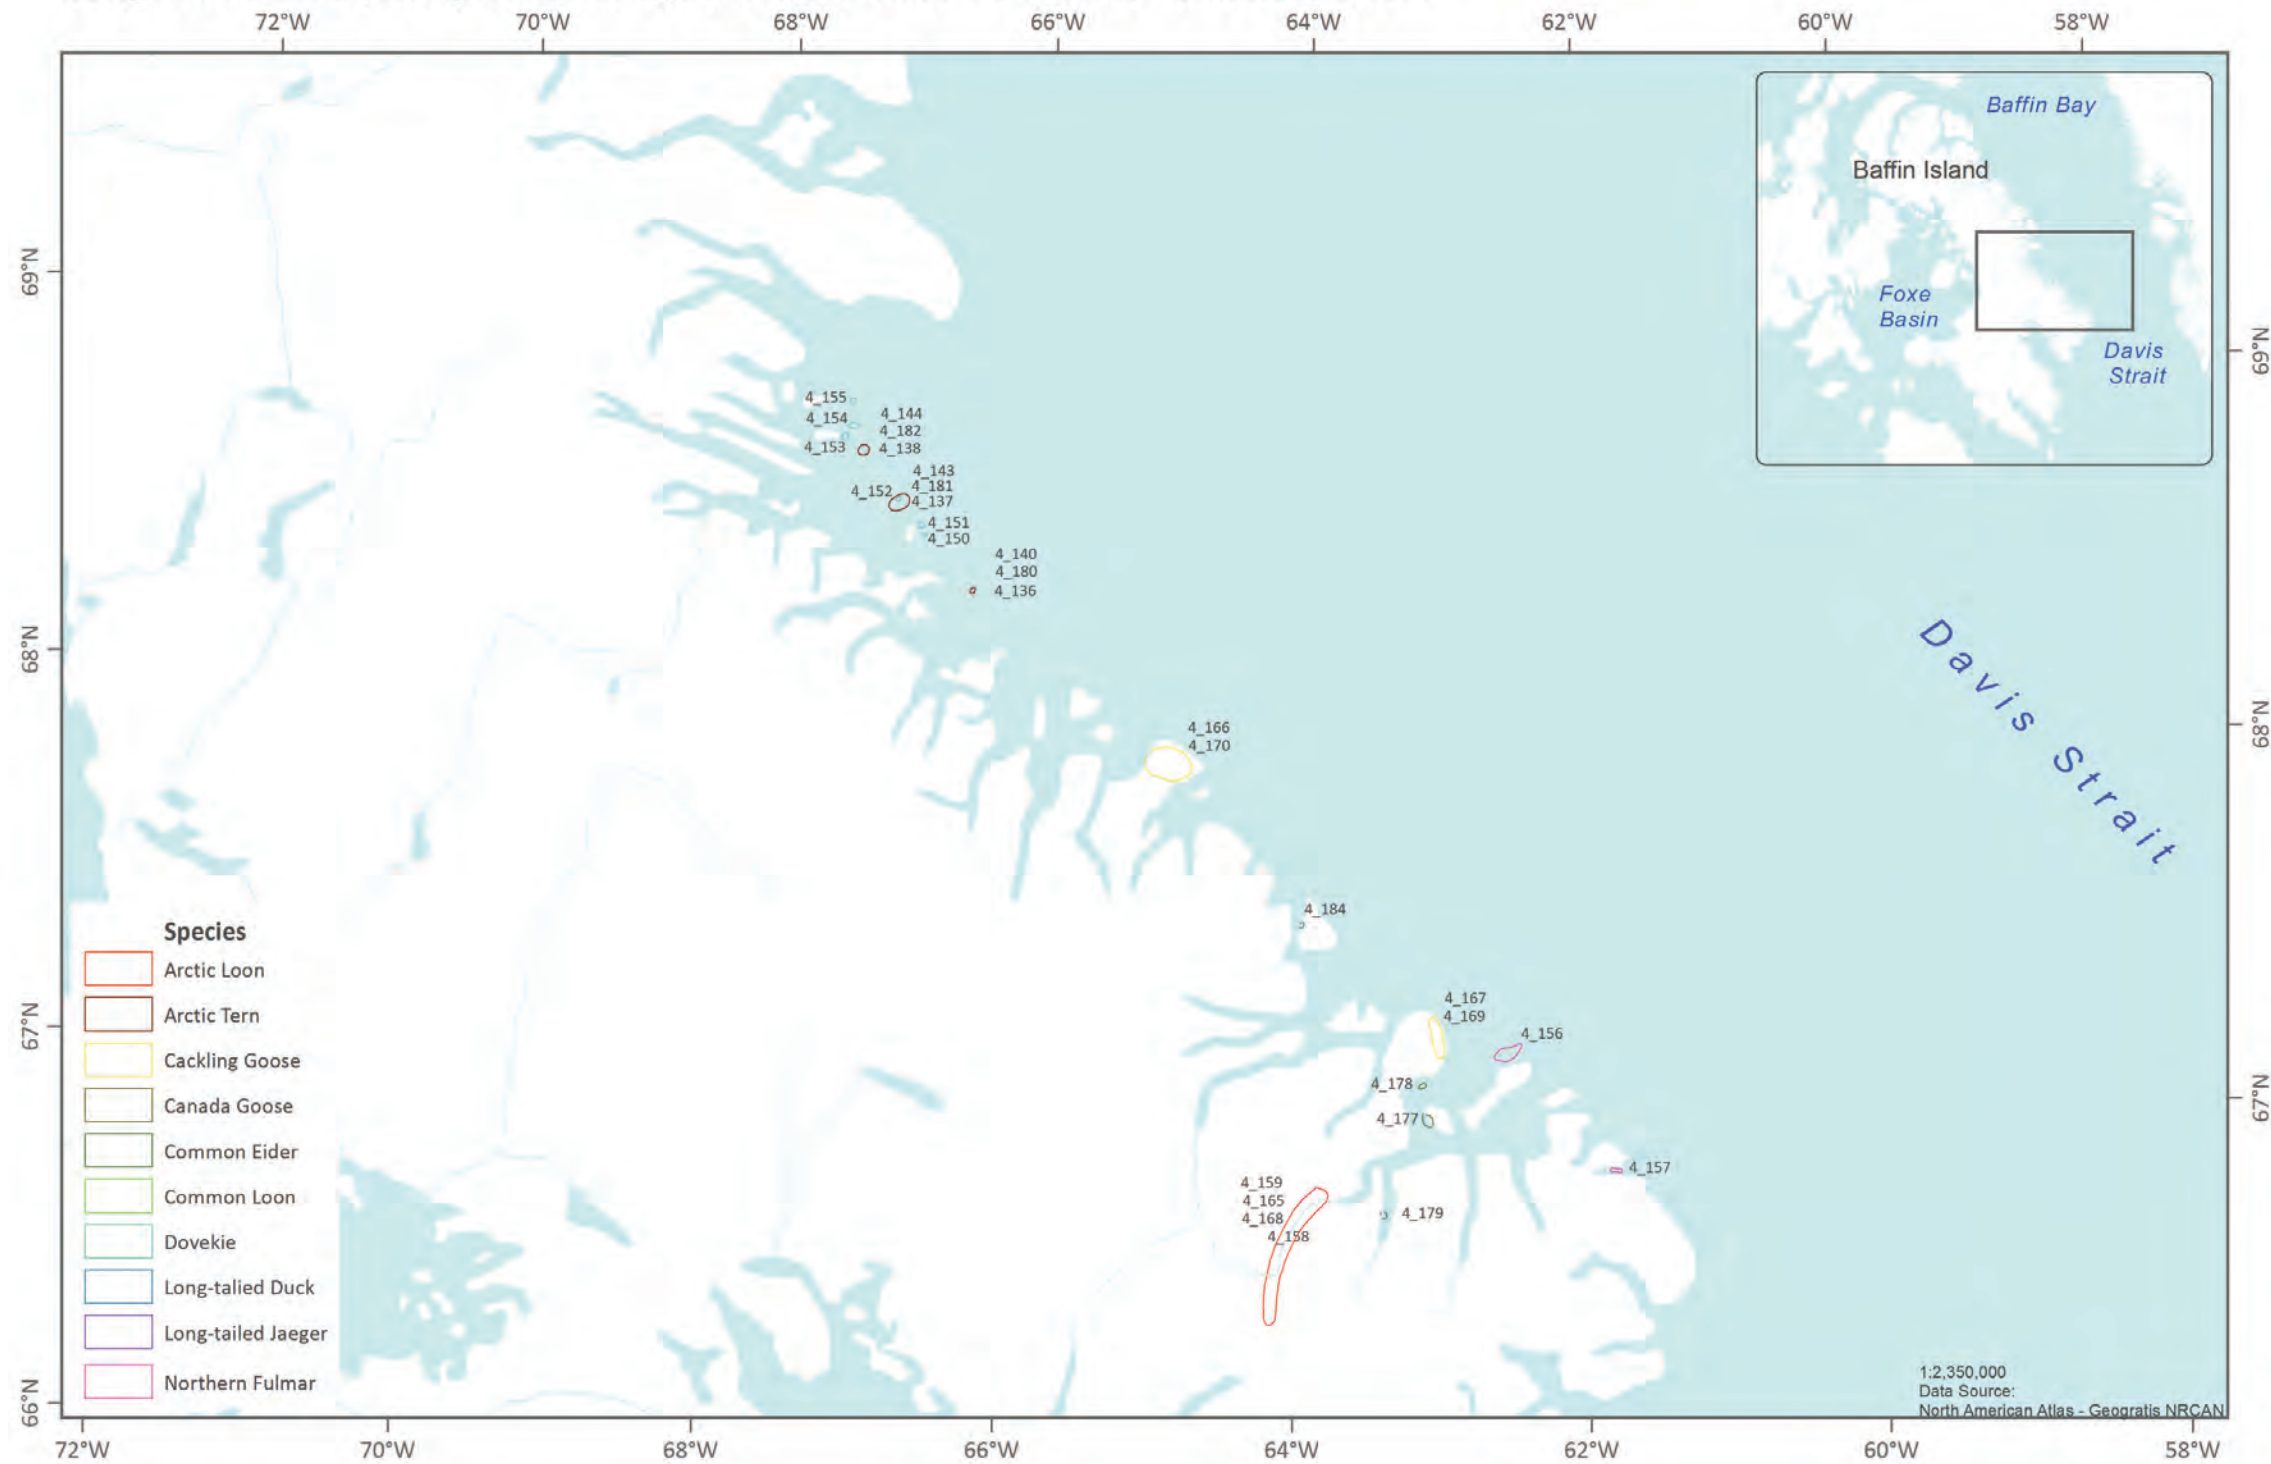 72°W 70°W 68°W 66°W 64°W 62°W 60°W 58°W
69°N
68°N
67°N
66°N
69°N
68°N
67°N
Baffin Bay
Baffin Island
Foxe
Basin
Davis
Strait
4_155
4_154
4_153
4_144
4_182
4_138
4_143
4_181
4_137
4_152
4_151
4_150
4_140
4_180
4_136
Davis Strait
4_166
4_170
4_184
4_167
4_169
4_156
4_178
4_177
4_157
4_159
4_165
4_168
4_158
4_179
Species
Arctic Loon
Arctic Tern
Cackling Goose
Canada Goose
Common Eider
Common Loon
Dovekie
Long-talied Duck
Long-tailed Jaeger
Northern Fulmar
1:2,350,000
Data Source:
North American Atlas - Geogratis NRCAN
72°W 70°W 68°W 66°W 64°W 62°W 60°W 58°W